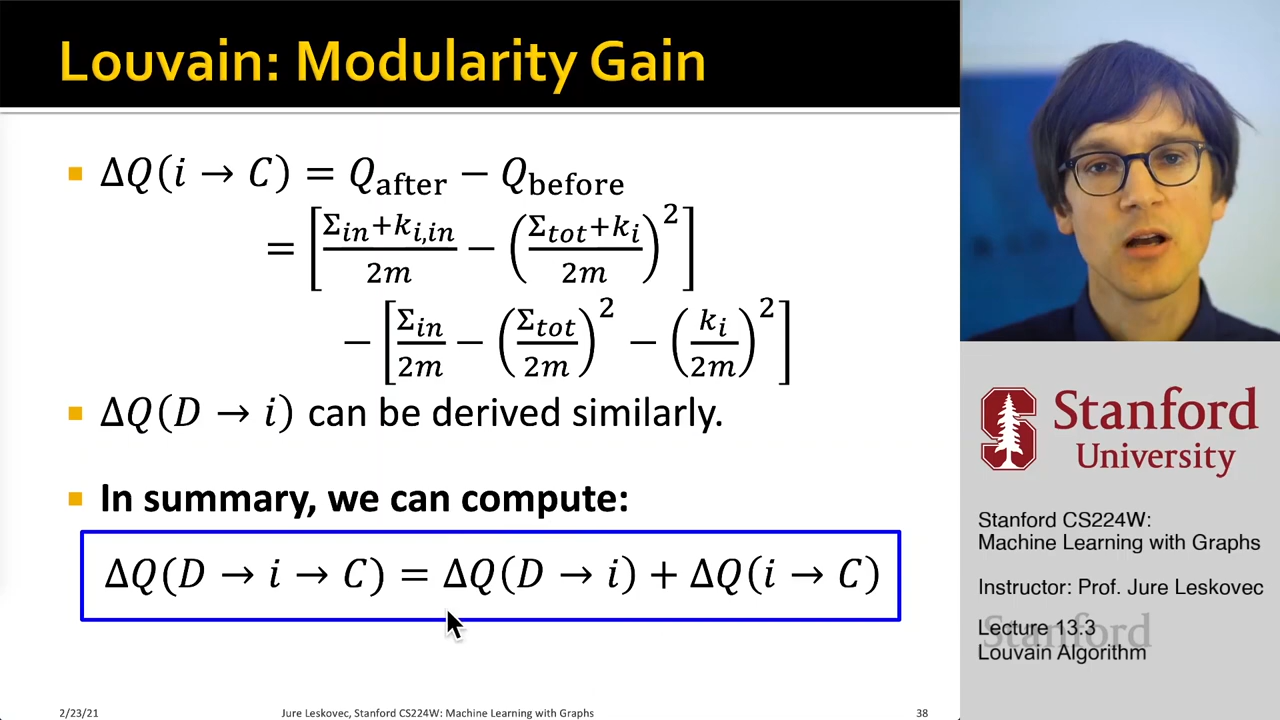 Louvain: Modularity Gain
ΔQ(i → C) = Q_after − Q_before
= [ (Σ_in+k_i,in)/2m − ( (Σ_tot+k_i)/2m )² ]
− [ Σ_in/2m − ( Σ_tot/2m )² − ( k_i/2m )² ]
ΔQ(D → i) can be derived similarly.
In summary, we can compute:
ΔQ(D → i → C) = ΔQ(D → i) + ΔQ(i → C)
2/23/21
Jure Leskovec, Stanford CS224W: Machine Learning with Graphs
38
S
Stanford
University
Stanford CS224W:
Machine Learning with Graphs
Instructor: Prof. Jure Leskovec
Lecture 13.3
Stanford
Louvain Algorithm